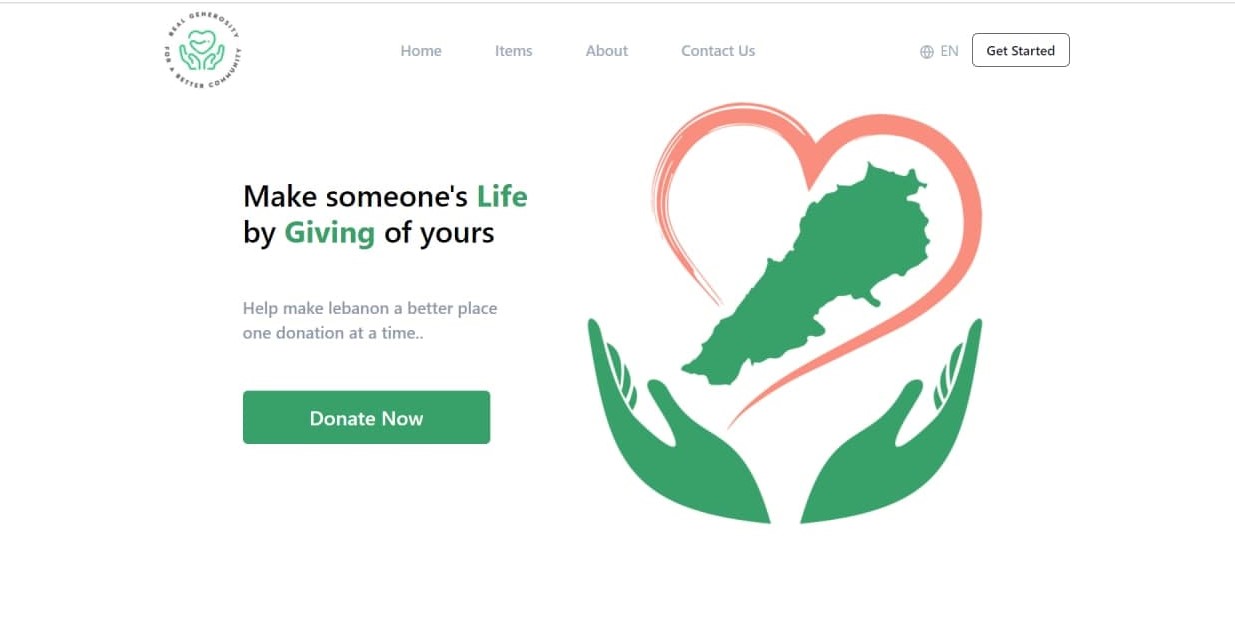 REAL GENEROSITY
FOR A BETTER COMMUNITY
Home
Items
About
Contact Us
EN
Get Started
Make someone's Life
by Giving of yours
Help make lebanon a better place
one donation at a time..
Donate Now